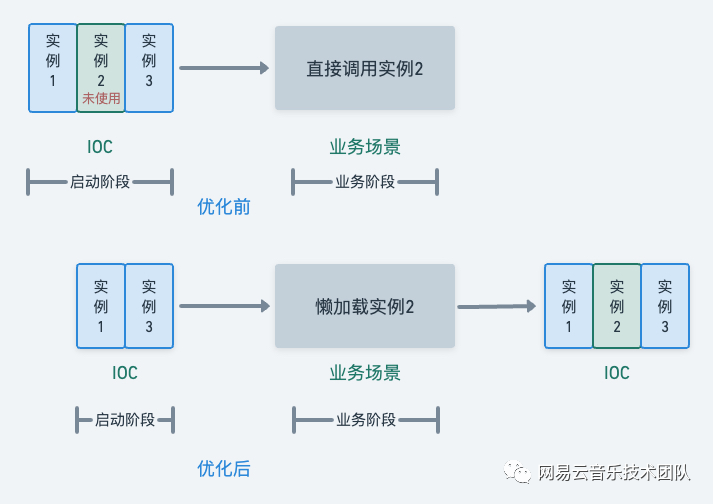 实例1
实例2
未使用
实例3
直接调用实例2
IOC
业务场景
启动阶段
业务阶段
优化前
实例1
实例3
懒加载实例2
实例1
实例2
实例3
IOC
业务场景
IOC
启动阶段
业务阶段
优化后
网易云音乐技术团队